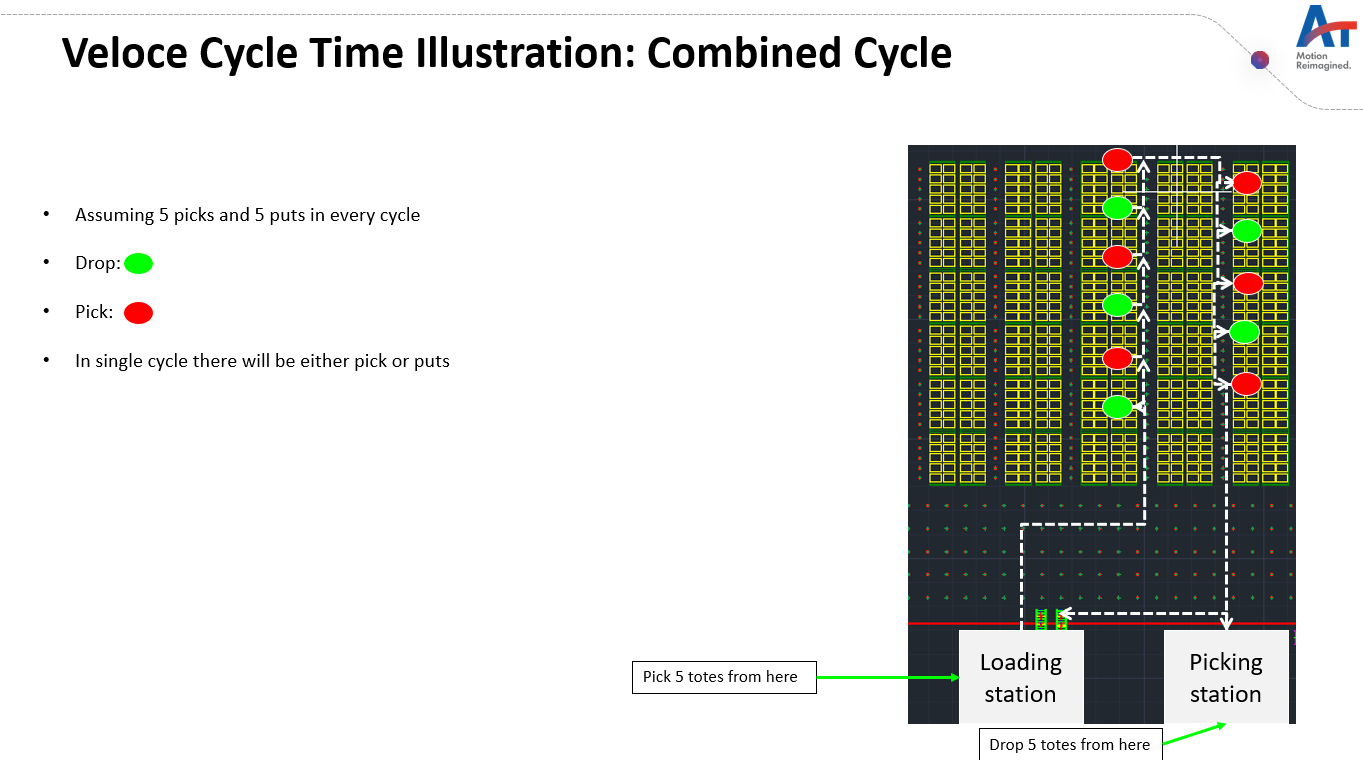 Veloce Cycle Time Illustration: Combined Cycle
AT
Motion
Reimagined.
• Assuming 5 picks and 5 puts in every cycle
• Drop:
• Pick:
• In single cycle there will be either pick or puts
Loading
station
Picking
station
Pick 5 totes from here
Drop 5 totes from here